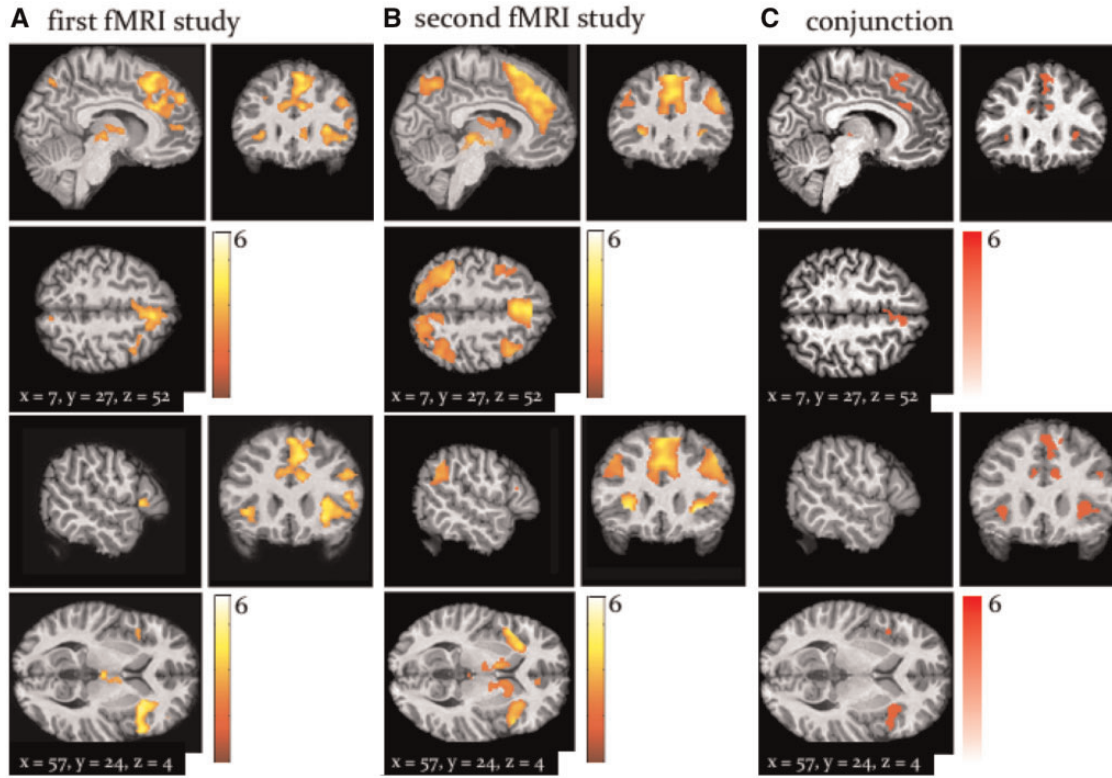 A first fMRI study
B second fMRI study
C conjunction
6
6
6
x = 7, y = 27, z = 52
x = 7, y = 27, z = 52
x = 7, y = 27, z = 52
6
6
6
x = 57, y = 24, z = 4
x = 57, y = 24, z = 4
x = 57, y = 24, z = 4